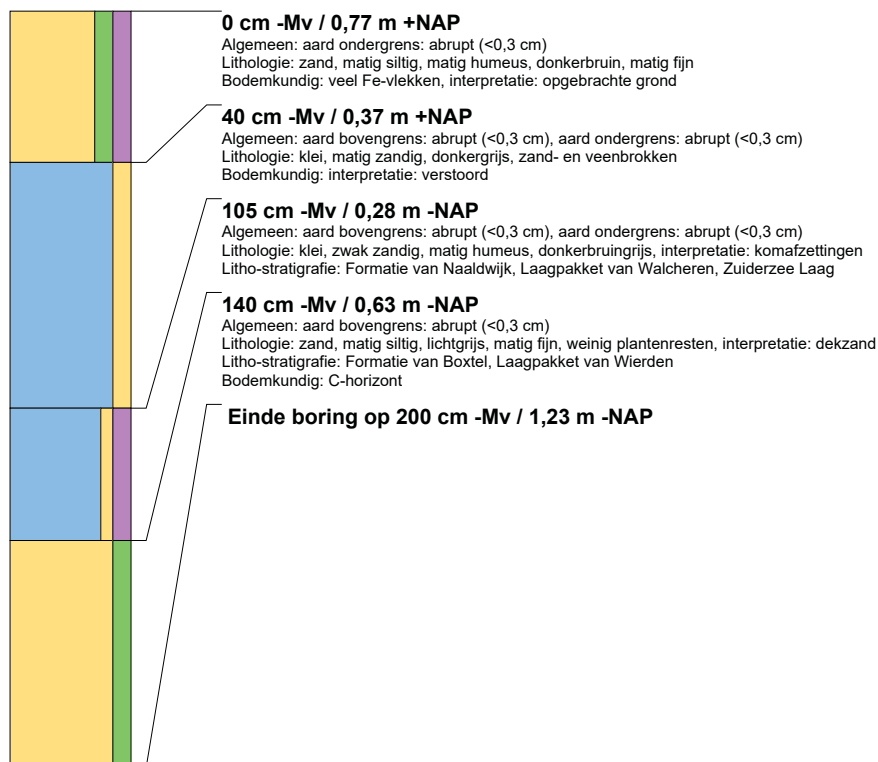 0 cm -Mv / 0,77 m +NAP
Algemeen: aard ondergrens: abrupt (<0,3 cm)
Lithologie: zand, matig siltig, matig humeus, donkerbruin, matig fijn
Bodemkundig: veel Fe-vlekken, interpretatie: opgebrachte grond
40 cm -Mv / 0,37 m +NAP
Algemeen: aard bovengrens: abrupt (<0,3 cm), aard ondergrens: abrupt (<0,3 cm)
Lithologie: klei, matig zandig, donkergrijs, zand- en veenbrokken
Bodemkundig: interpretatie: verstoord
105 cm -Mv / 0,28 m -NAP
Algemeen: aard bovengrens: abrupt (<0,3 cm), aard ondergrens: abrupt (<0,3 cm)
Lithologie: klei, zwak zandig, matig humeus, donkerbruingrijs, interpretatie: komafzettingen
Litho-stratigrafie: Formatie van Naaldwijk, Laagpakket van Walcheren, Zuiderzee Laag
140 cm -Mv / 0,63 m -NAP
Algemeen: aard bovengrens: abrupt (<0,3 cm)
Lithologie: zand, matig siltig, lichtgrijs, matig fijn, weinig plantenresten, interpretatie: dekzand
Litho-stratigrafie: Formatie van Boxtel, Laagpakket van Wierden
Bodemkundig: C-horizont
Einde boring op 200 cm -Mv / 1,23 m -NAP